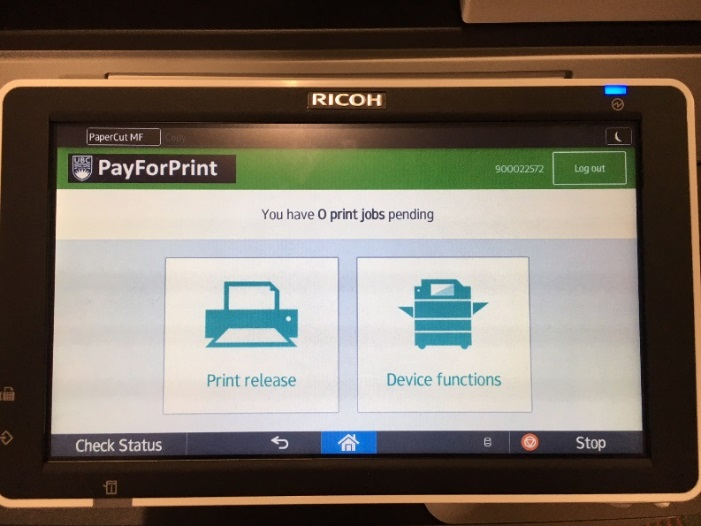 RICOH
PaperCut MF Copy
UBC PayForPrint 900022572 Log out
You have 0 print jobs pending
Print release Device functions
Check Status Stop